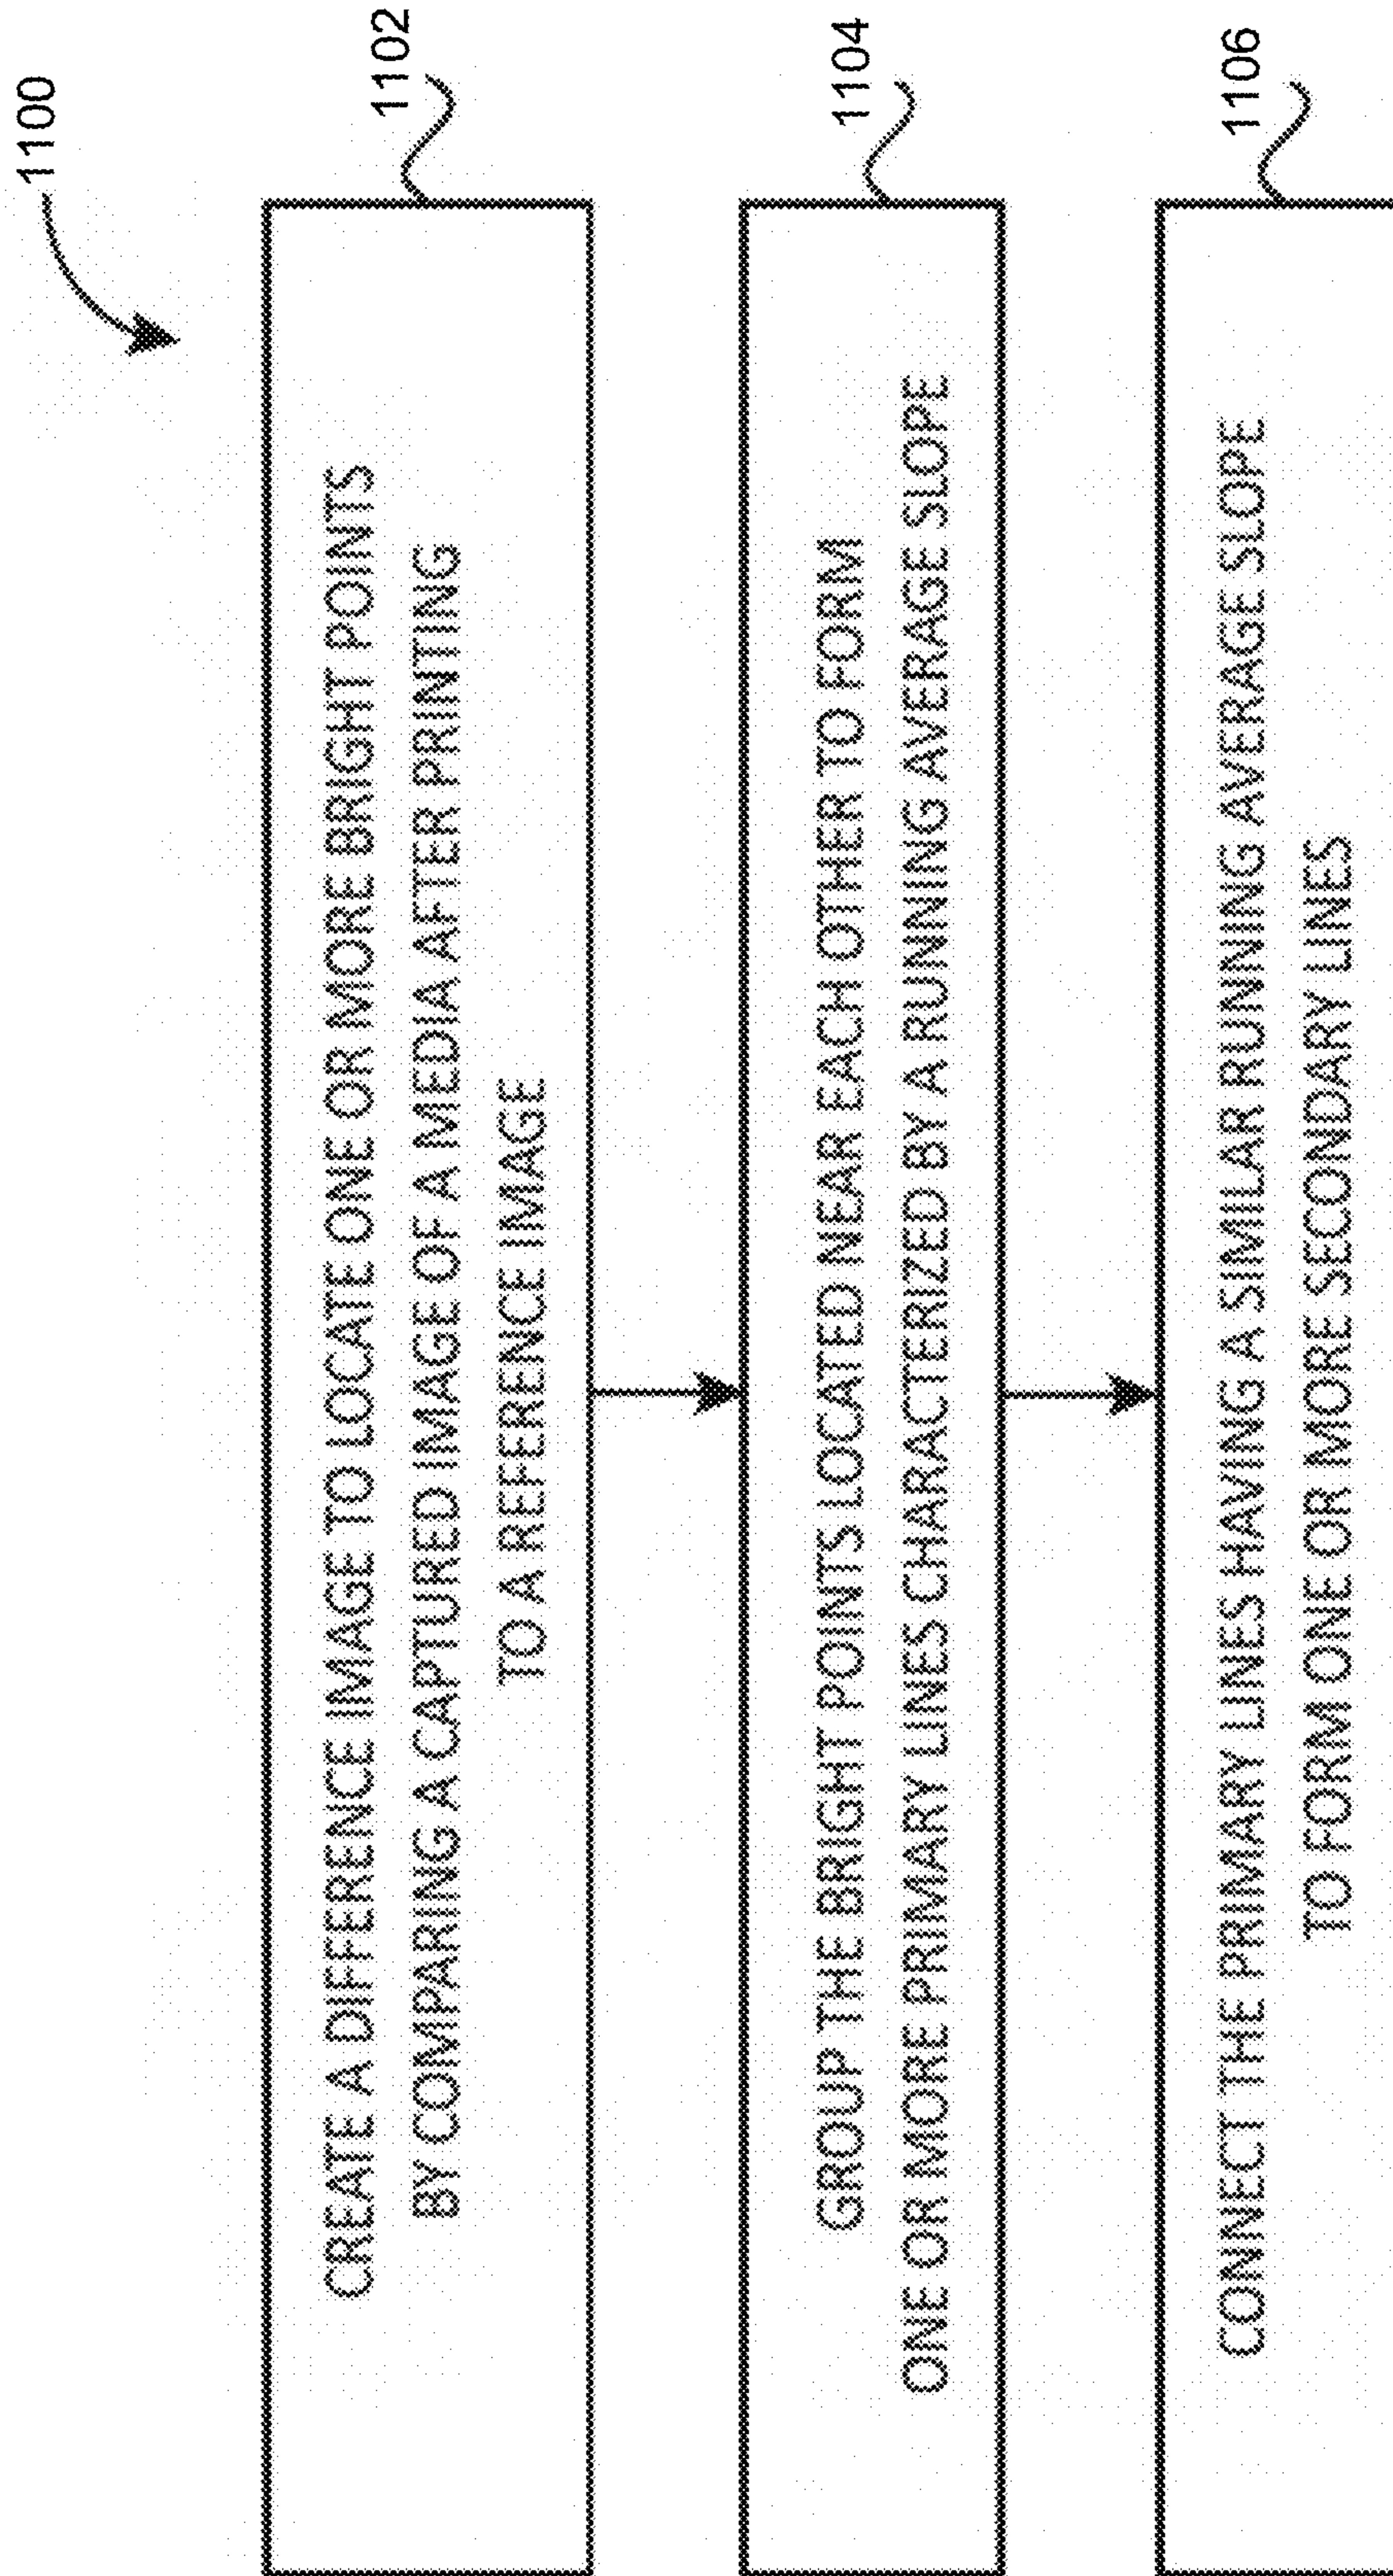 1100
1102
CREATE A DIFFERENCE IMAGE TO LOCATE ONE OR MORE BRIGHT POINTS
BY COMPARING A CAPTURED IMAGE OF A MEDIA AFTER PRINTING
TO A REFERENCE IMAGE
1104
GROUP THE BRIGHT POINTS LOCATED NEAR EACH OTHER TO FORM
ONE OR MORE PRIMARY LINES CHARACTERIZED BY A RUNNING AVERAGE SLOPE
1106
CONNECT THE PRIMARY LINES HAVING A SIMILAR RUNNING AVERAGE SLOPE
TO FORM ONE OR MORE SECONDARY LINES